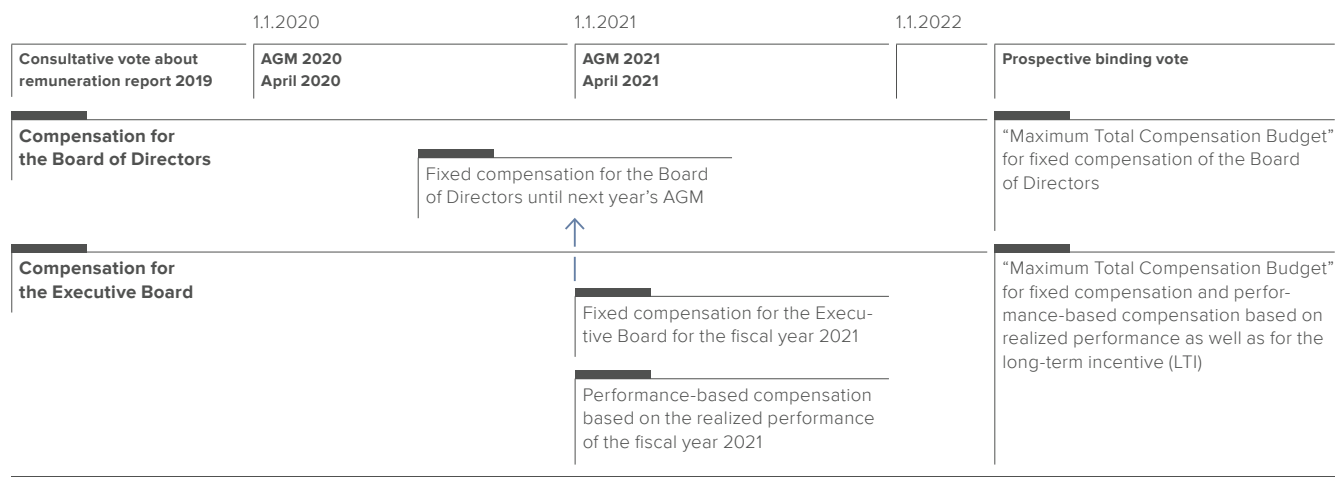 1.1.2020
1.1.2021
1.1.2022
Consultative vote about
remuneration report 2019
AGM 2020
April 2020
AGM 2021
April 2021
Prospective binding vote
Compensation for
the Board of Directors
Fixed compensation for the Board
of Directors until next year’s AGM
“Maximum Total Compensation Budget”
for fixed compensation of the Board
of Directors
Compensation for
the Executive Board
Fixed compensation for the Execu-
tive Board for the fiscal year 2021
Performance-based compensation
based on the realized performance
of the fiscal year 2021
“Maximum Total Compensation Budget”
for fixed compensation and perfor-
mance-based compensation based on
realized performance as well as for the
long-term incentive (LTI)